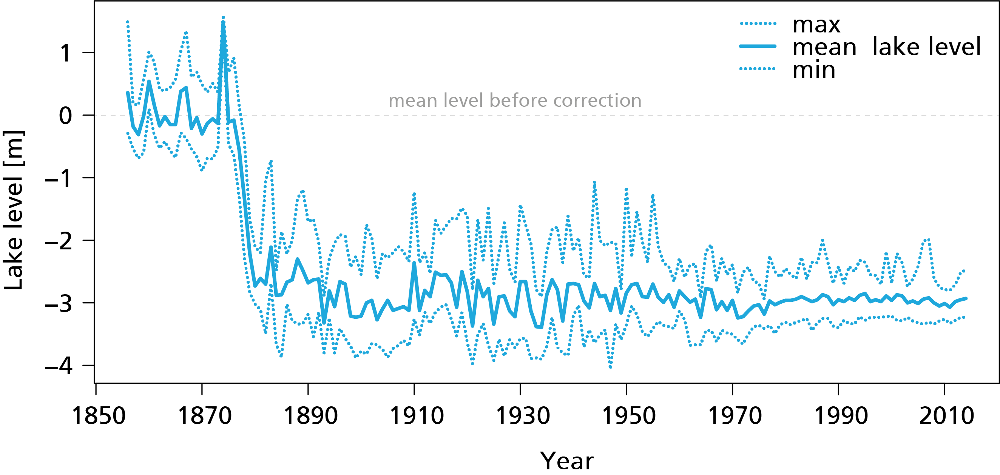 max
mean lake level
min
mean level before correction
Lake level [m]
1
0
−1
−2
−3
−4
1850 1870 1890 1910 1930 1950 1970 1990 2010
Year